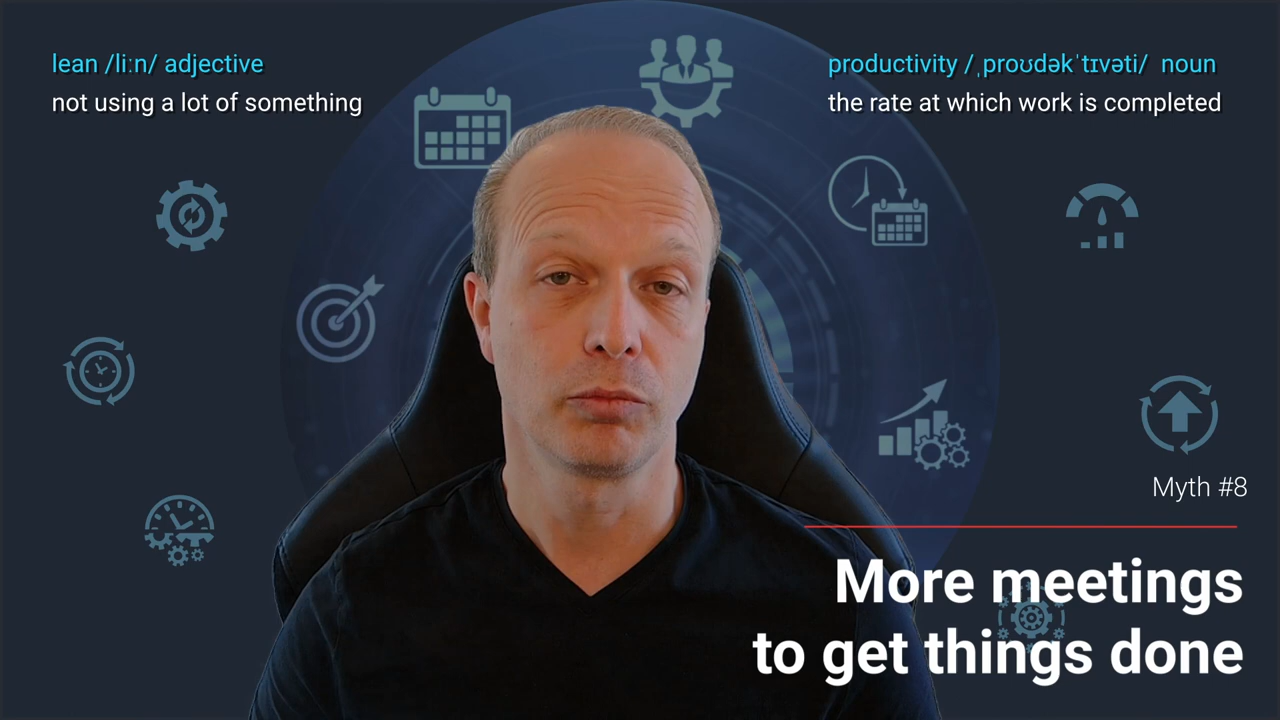 lean /liːn/ adjective
not using a lot of something
productivity /ˌproʊdəkˈtɪvəti/ noun
the rate at which work is completed
Myth #8
More meetings
to get things done